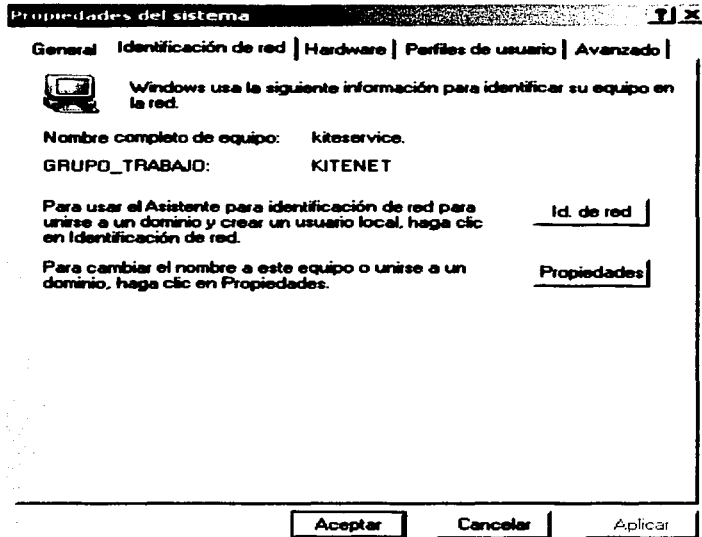 Propiedades del sistema
General Identificación de red Hardware Perfiles de usuario Avanzado
Windows usa la siguiente información para identificar su equipo en
la red.
Nombre completo de equipo: kiteservice.
GRUPO_TRABAJO: KITENET
Para usar el Asistente para identificación de red para
unirse a un dominio y crear un usuario local, haga clic
en Identificación de red.
Id. de red
Para cambiar el nombre a este equipo o unirse a un
dominio, haga clic en Propiedades.
Propiedades
Aceptar Cancelar Aplicar